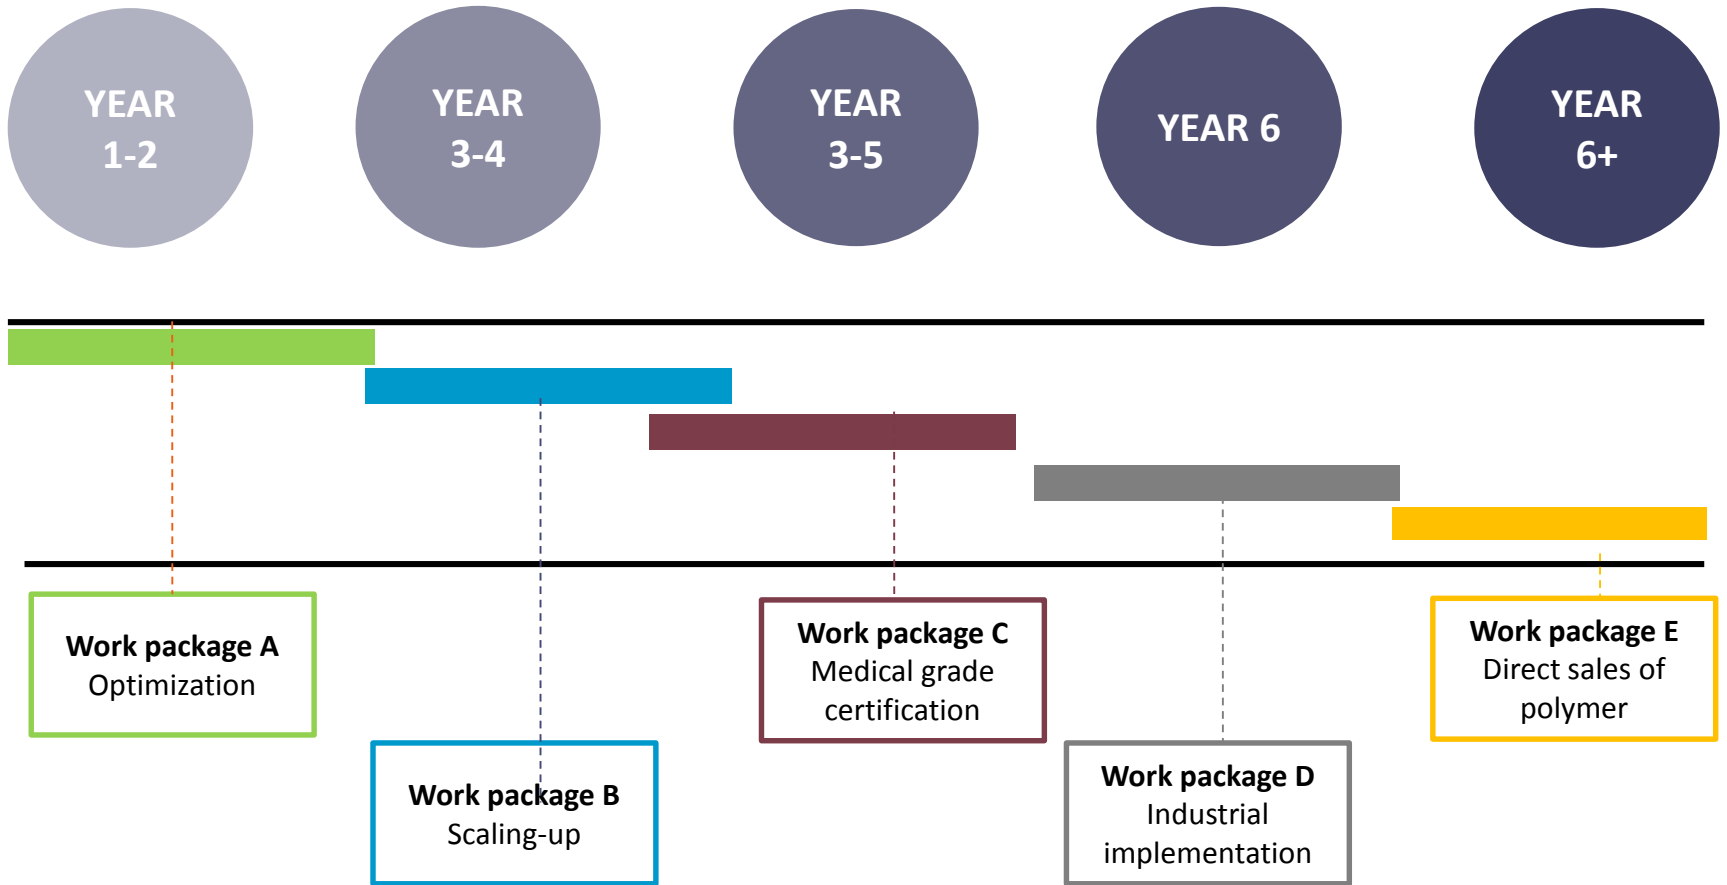 YEAR
1-2
YEAR
3-4
YEAR
3-5
YEAR 6
YEAR
6+
Work package A
Optimization
Work package B
Scaling-up
Work package C
Medical grade
certification
Work package D
Industrial
implementation
Work package E
Direct sales of
polymer